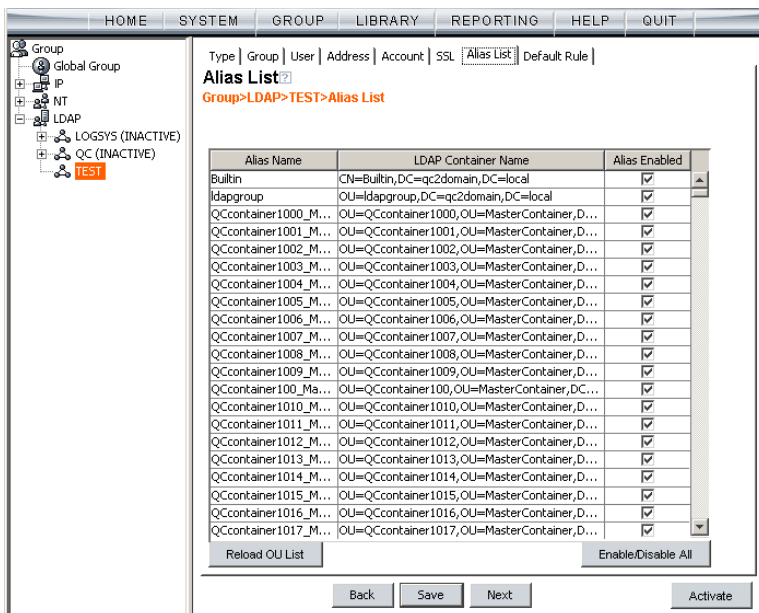 HOME SYSTEM GROUP LIBRARY REPORTING HELP QUIT
Group
Global Group
IP
NT
LDAP
LOGSYS (INACTIVE)
QC (INACTIVE)
TEST
Type | Group | User | Address | Account | SSL | Alias List | Default Rule |
Alias List ?
Group>LDAP>TEST>Alias List
Alias Name LDAP Container Name Alias Enabled
Builtin CN=Builtin,DC=qc2domain,DC=local
ldapgroup OU=ldapgroup,DC=qc2domain,DC=local
QCcontainer1000_M... OU=QCcontainer1000,OU=MasterContainer,D...
QCcontainer1001_M... OU=QCcontainer1001,OU=MasterContainer,D...
QCcontainer1002_M... OU=QCcontainer1002,OU=MasterContainer,D...
QCcontainer1003_M... OU=QCcontainer1003,OU=MasterContainer,D...
QCcontainer1004_M... OU=QCcontainer1004,OU=MasterContainer,D...
QCcontainer1005_M... OU=QCcontainer1005,OU=MasterContainer,D...
QCcontainer1006_M... OU=QCcontainer1006,OU=MasterContainer,D...
QCcontainer1007_M... OU=QCcontainer1007,OU=MasterContainer,D...
QCcontainer1008_M... OU=QCcontainer1008,OU=MasterContainer,D...
QCcontainer1009_M... OU=QCcontainer1009,OU=MasterContainer,D...
QCcontainer100_Ma... OU=QCcontainer100,OU=MasterContainer,DC...
QCcontainer1010_M... OU=QCcontainer1010,OU=MasterContainer,D...
QCcontainer1011_M... OU=QCcontainer1011,OU=MasterContainer,D...
QCcontainer1012_M... OU=QCcontainer1012,OU=MasterContainer,D...
QCcontainer1013_M... OU=QCcontainer1013,OU=MasterContainer,D...
QCcontainer1014_M... OU=QCcontainer1014,OU=MasterContainer,D...
QCcontainer1015_M... OU=QCcontainer1015,OU=MasterContainer,D...
QCcontainer1016_M... OU=QCcontainer1016,OU=MasterContainer,D...
QCcontainer1017_M... OU=QCcontainer1017,OU=MasterContainer,D...
Reload OU List Enable/Disable All
Back Save Next Activate